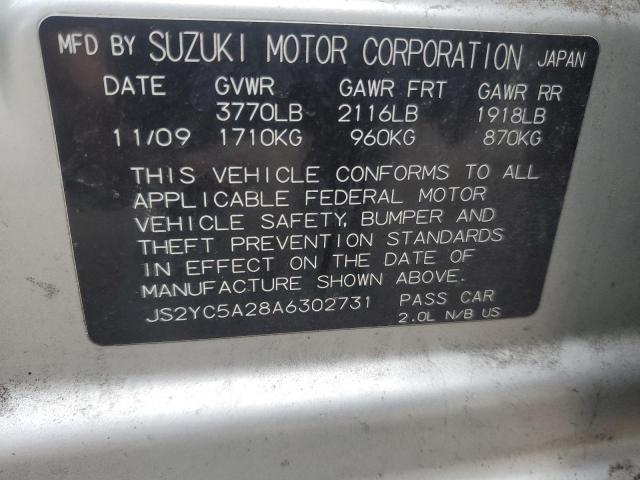 MFD BY SUZUKI MOTOR CORPORATION JAPAN
DATE GVWR GAWR FRT GAWR RR
3770LB 2116LB 1918LB
11/09 1710KG 960KG 870KG
THIS VEHICLE CONFORMS TO ALL
APPLICABLE FEDERAL MOTOR
VEHICLE SAFETY, BUMPER AND
THEFT PREVENTION STANDARDS
IN EFFECT ON THE DATE OF
MANUFACTURE SHOWN ABOVE.
JS2YC5A28A6302731 PASS CAR
2.0L N/B US